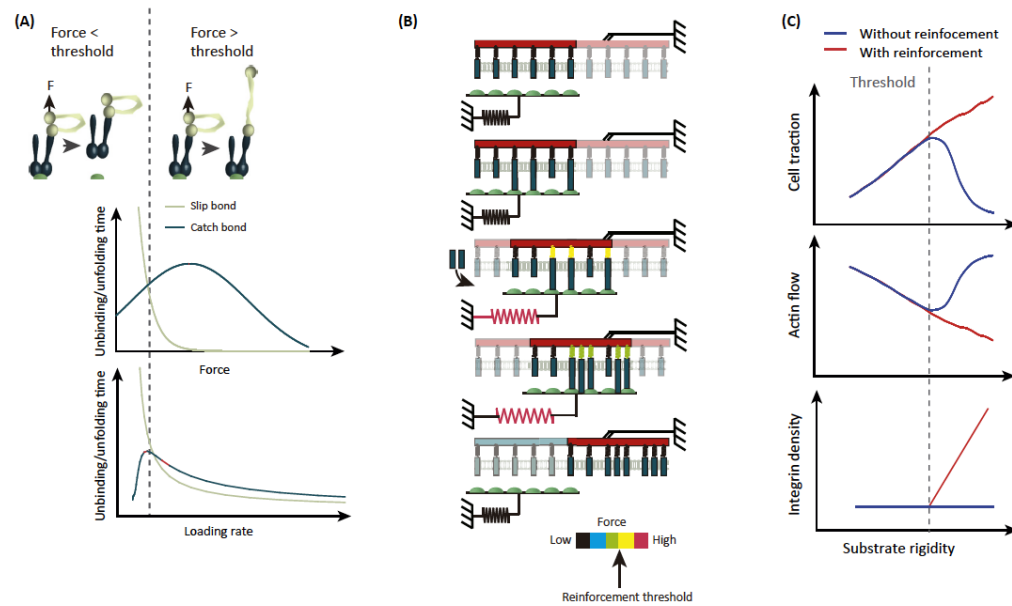 (A)
Force <
threshold
Force >
threshold
F
F
Slip bond
Catch bond
Unbinding/unfolding time
Force
Unbinding/unfolding time
Loading rate
(B)
Force
Low
High
Reinforcement threshold
(C)
Without reinfocement
With reinforcement
Threshold
Cell traction
Actin flow
Integrin density
Substrate rigidity